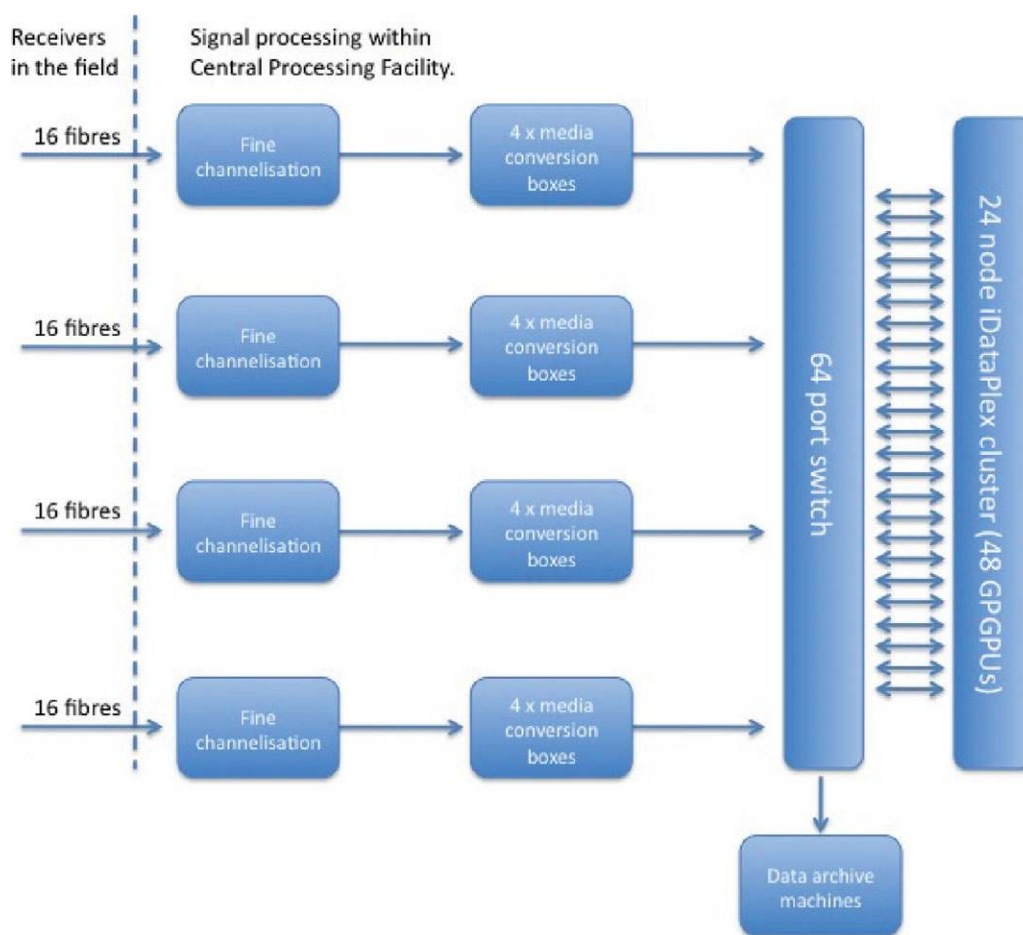 Receivers
in the field
Signal processing within
Central Processing Facility.
16 fibres
Fine
channelisation
4 x media
conversion
boxes
16 fibres
Fine
channelisation
4 x media
conversion
boxes
16 fibres
Fine
channelisation
4 x media
conversion
boxes
16 fibres
Fine
channelisation
4 x media
conversion
boxes
64 port switch
24 node iDataPlex cluster (48 GPGPUs)
Data archive
machines